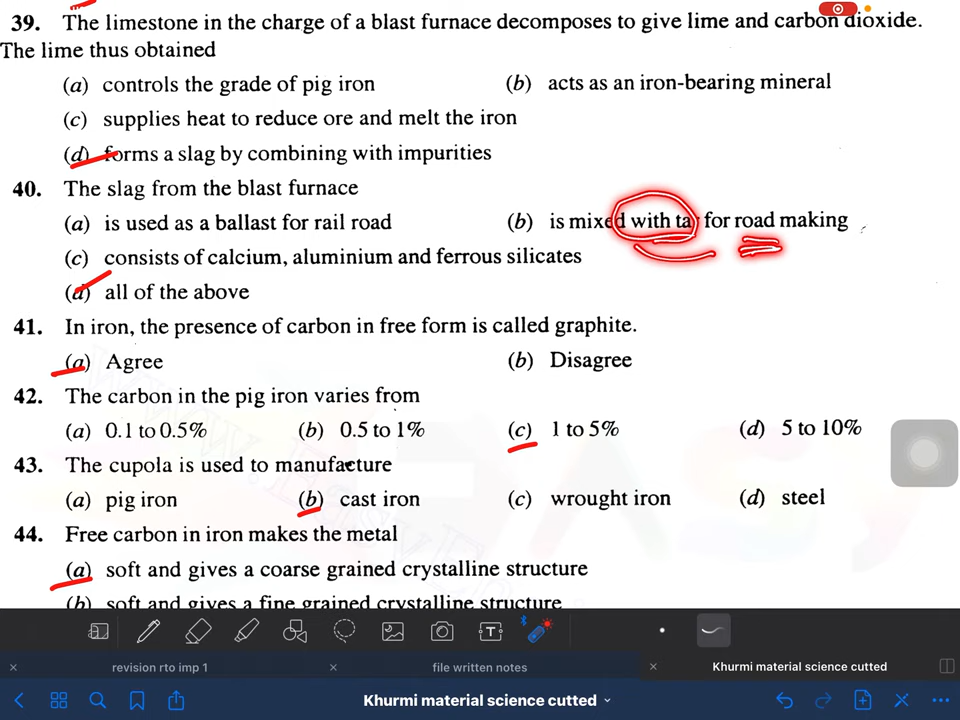 39. The limestone in the charge of a blast furnace decomposes to give lime and carbon dioxide.
The lime thus obtained
(a) controls the grade of pig iron (b) acts as an iron-bearing mineral
(c) supplies heat to reduce ore and melt the iron
(d) forms a slag by combining with impurities
40. The slag from the blast furnace
(a) is used as a ballast for rail road (b) is mixed with tar for road making
(c) consists of calcium, aluminium and ferrous silicates
(d) all of the above
41. In iron, the presence of carbon in free form is called graphite.
(a) Agree (b) Disagree
42. The carbon in the pig iron varies from
(a) 0.1 to 0.5% (b) 0.5 to 1% (c) 1 to 5% (d) 5 to 10%
43. The cupola is used to manufacture
(a) pig iron (b) cast iron (c) wrought iron (d) steel
44. Free carbon in iron makes the metal
(a) soft and gives a coarse grained crystalline structure
(b) soft and gives a fine grained crystalline structure
revision rto imp 1 file written notes Khurmi material science cutted
Khurmi material science cutted